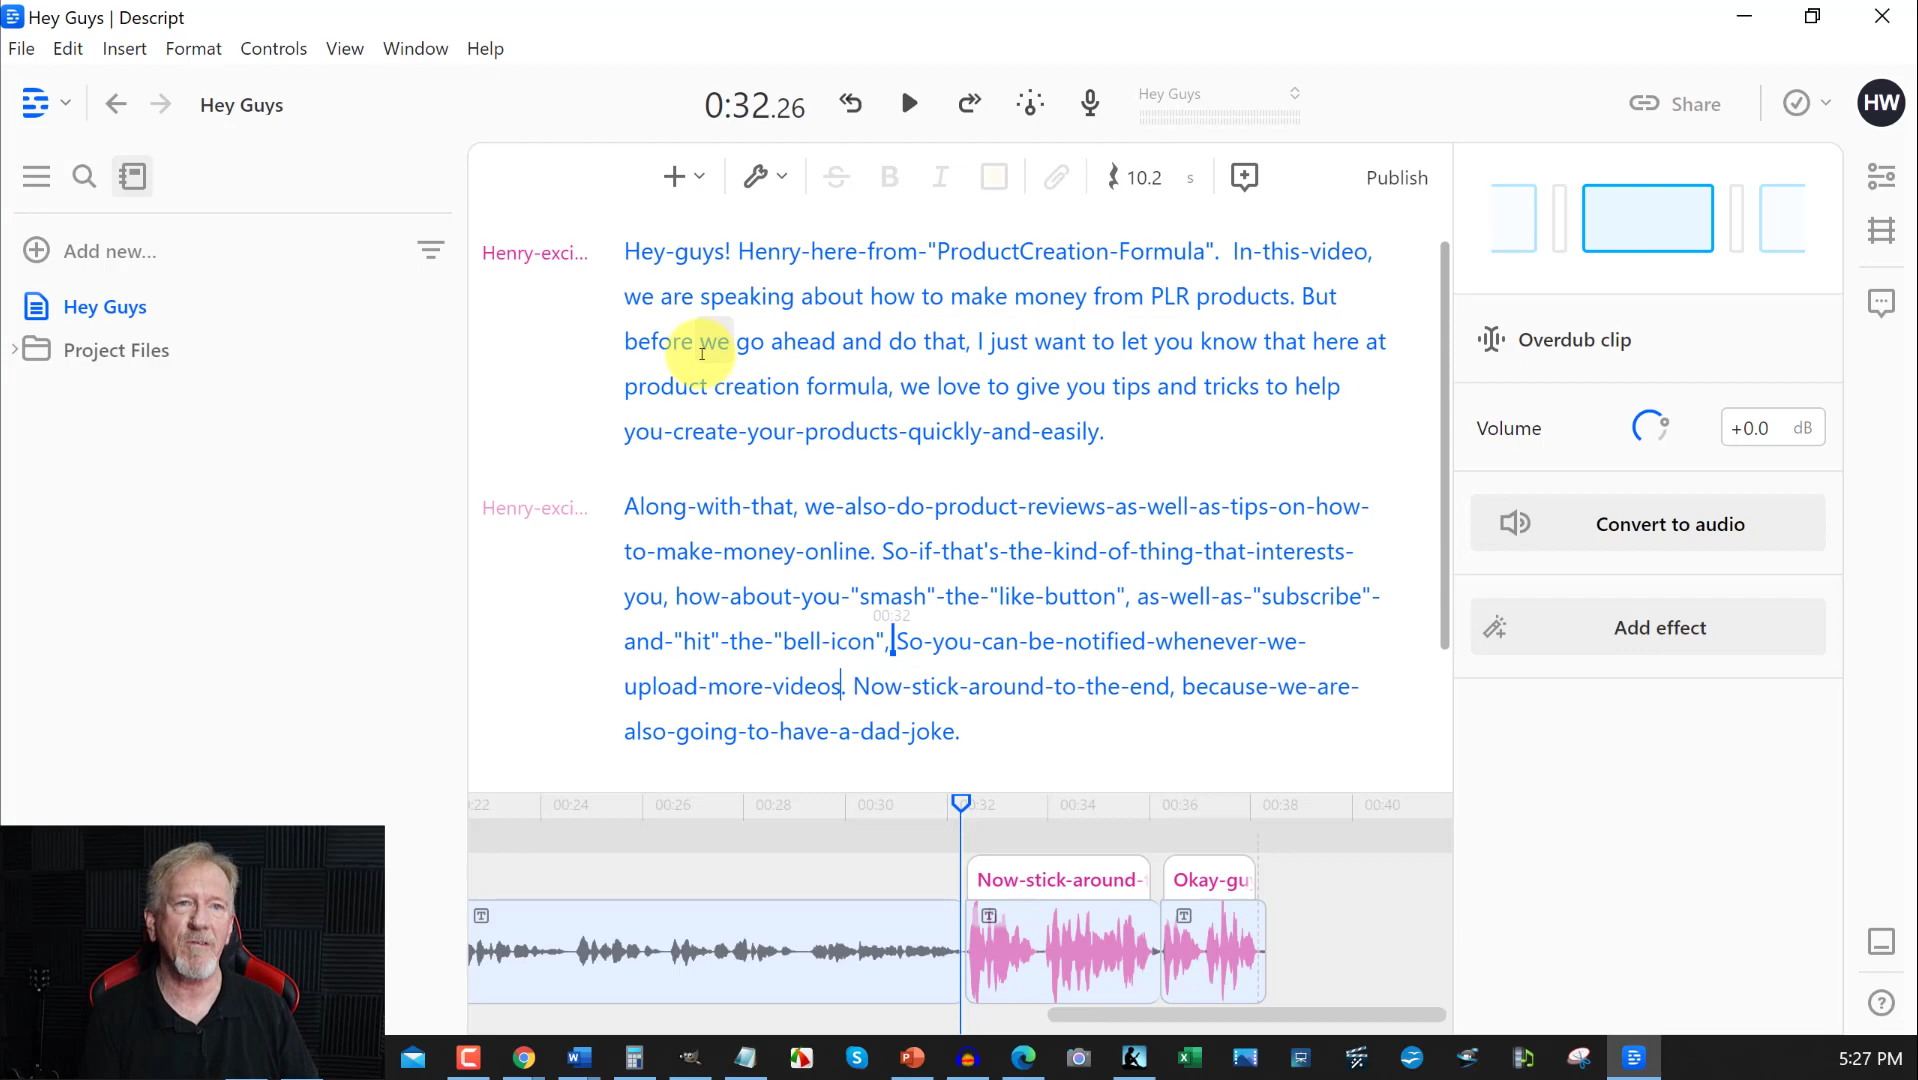 Hey Guys | Descript
File Edit Insert Format Controls View Window Help
Hey Guys
0:32.26
Hey Guys
Share
HW
10.2 s
Publish
Add new...
Hey Guys
Project Files
Henry-exci...
Hey-guys! Henry-here-from-"ProductCreation-Formula". In-this-video,
we are speaking about how to make money from PLR products. But
before we go ahead and do that, I just want to let you know that here at
product creation formula, we love to give you tips and tricks to help
you-create-your-products-quickly-and-easily.
Henry-exci...
Along-with-that, we-also-do-product-reviews-as-well-as-tips-on-how-
to-make-money-online. So-if-that's-the-kind-of-thing-that-interests-
you, how-about-you-"smash"-the-"like-button", as-well-as-"subscribe"-
00:32
and-"hit"-the-"bell-icon", So-you-can-be-notified-whenever-we-
upload-more-videos. Now-stick-around-to-the-end, because-we-are-
also-going-to-have-a-dad-joke.
Overdub clip
Volume
+0.0 dB
Convert to audio
Add effect
:22 00:24 00:26 00:28 00:30 :32 00:34 00:36 00:38 00:40
Now-stick-around-
Okay-gu
5:27 PM